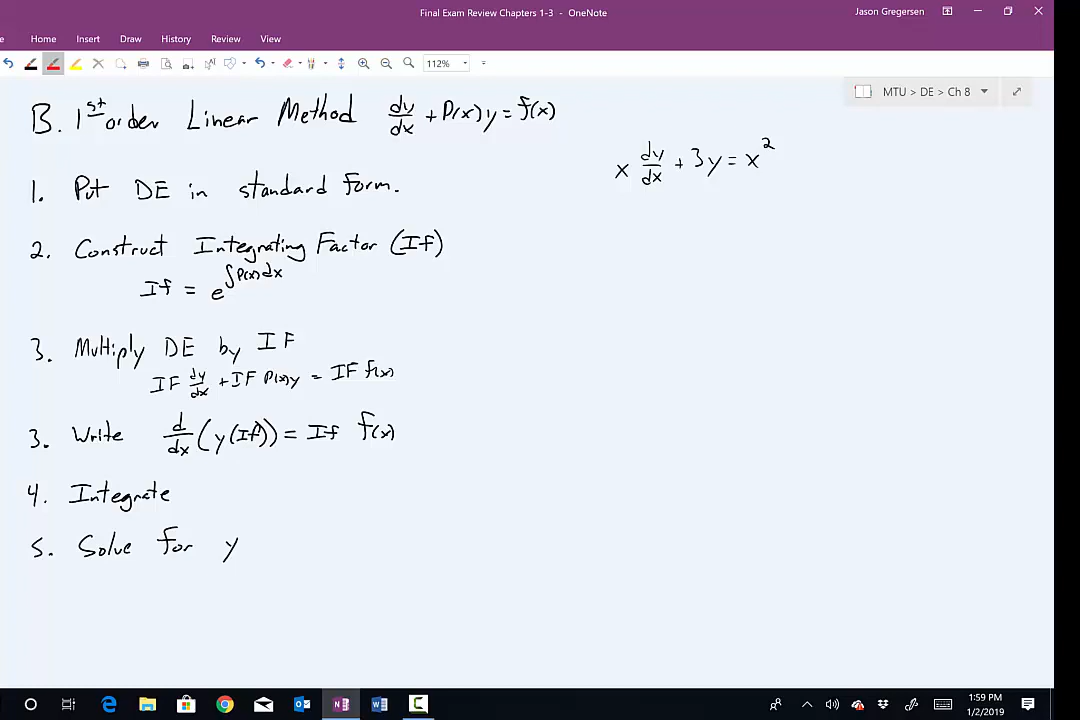 Final Exam Review Chapters 1-3 - OneNote
Jason Gregersen
Home Insert Draw History Review View
112%
MTU > DE > Ch 8
B. 1st order Linear Method dy/dx + P(x)y = f(x)
x dy/dx + 3y = x²
1. Put DE in standard form.
2. Construct Integrating Factor (If)
If = e^∫P(x)dx
3. Multiply DE by IF
IF dy/dx + IF P(x)y = IF f(x)
3. Write d/dx (y(If)) = If f(x)
4. Integrate
5. Solve for y
1:59 PM
1/2/2019